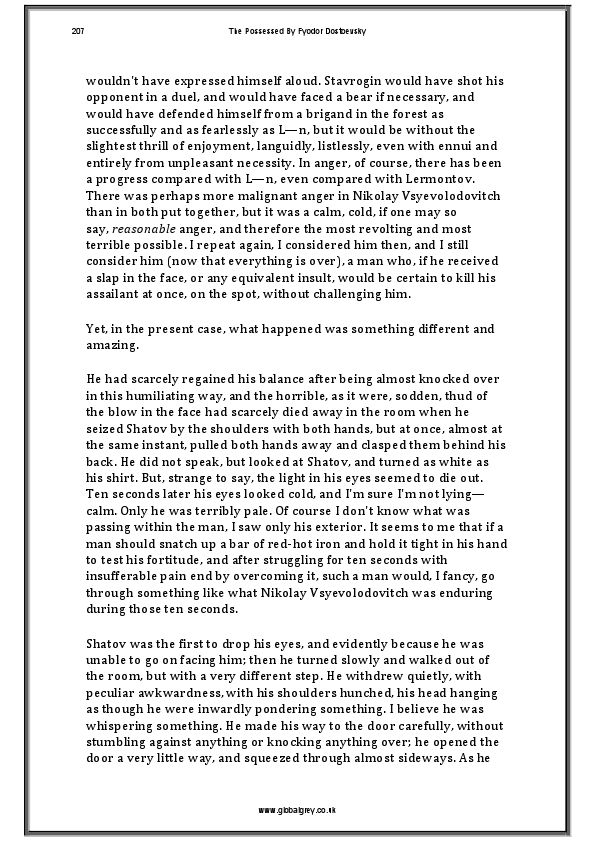 207
The Possessed By Fyodor Dostoevsky
wouldn't have expressed himself aloud. Stavrogin would have shot his
opponent in a duel, and would have faced a bear if necessary, and
would have defended himself from a brigand in the forest as
successfully and as fearlessly as L—n, but it would be without the
slightest thrill of enjoyment, languidly, listlessly, even with ennui and
entirely from unpleasant necessity. In anger, of course, there has been
a progress compared with L—n, even compared with Lermontov.
There was perhaps more malignant anger in Nikolay Vsyevolodovitch
than in both put together, but it was a calm, cold, if one may so
say, reasonable anger, and therefore the most revolting and most
terrible possible. I repeat again, I considered him then, and I still
consider him (now that everything is over), a man who, if he received
a slap in the face, or any equivalent insult, would be certain to kill his
assailant at once, on the spot, without challenging him.
Yet, in the present case, what happened was something different and
amazing.
He had scarcely regained his balance after being almost knocked over
in this humiliating way, and the horrible, as it were, sodden, thud of
the blow in the face had scarcely died away in the room when he
seized Shatov by the shoulders with both hands, but at once, almost at
the same instant, pulled both hands away and clasped them behind his
back. He did not speak, but looked at Shatov, and turned as white as
his shirt. But, strange to say, the light in his eyes seemed to die out.
Ten seconds later his eyes looked cold, and I'm sure I'm not lying—
calm. Only he was terribly pale. Of course I don't know what was
passing within the man, I saw only his exterior. It seems to me that if a
man should snatch up a bar of red-hot iron and hold it tight in his hand
to test his fortitude, and after struggling for ten seconds with
insufferable pain end by overcoming it, such a man would, I fancy, go
through something like what Nikolay Vsyevolodovitch was enduring
during those ten seconds.
Shatov was the first to drop his eyes, and evidently because he was
unable to go on facing him; then he turned slowly and walked out of
the room, but with a very different step. He withdrew quietly, with
peculiar awkwardness, with his shoulders hunched, his head hanging
as though he were inwardly pondering something. I believe he was
whispering something. He made his way to the door carefully, without
stumbling against anything or knocking anything over; he opened the
door a very little way, and squeezed through almost sideways. As he
www.globalgrey.co.uk